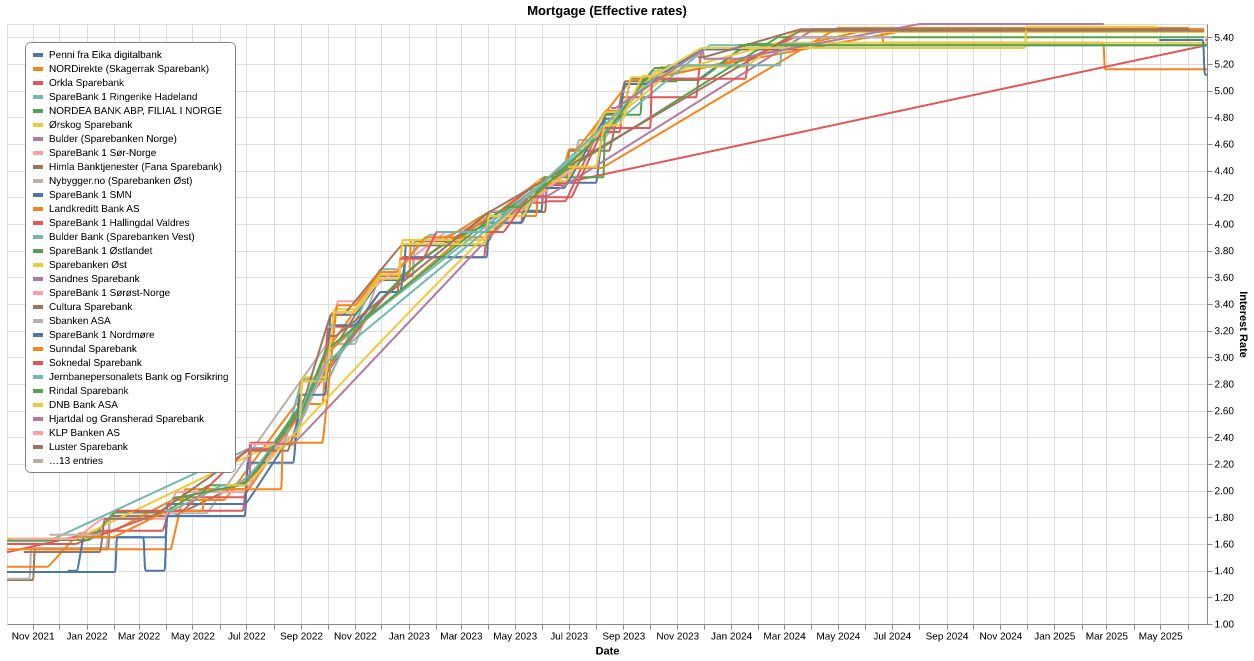 Mortgage (Effective rates)
Penni fra Eika digitalbank
NORDirekte (Skagerrak Sparebank)
Orkla Sparebank
SpareBank 1 Ringerike Hadeland
NORDEA BANK ABP, FILIAL I NORGE
Ørskog Sparebank
Bulder (Sparebanken Norge)
SpareBank 1 Sør-Norge
Himla Banktjenester (Fana Sparebank)
Nybygger.no (Sparebanken Øst)
SpareBank 1 SMN
Landkreditt Bank AS
SpareBank 1 Hallingdal Valdres
Bulder Bank (Sparebanken Vest)
SpareBank 1 Østlandet
Sparebanken Øst
Sandnes Sparebank
SpareBank 1 Sørøst-Norge
Cultura Sparebank
Sbanken ASA
SpareBank 1 Nordmøre
Sunndal Sparebank
Soknedal Sparebank
Jernbanepersonalets Bank og Forsikring
Rindal Sparebank
DNB Bank ASA
Hjartdal og Gransherad Sparebank
KLP Banken AS
Luster Sparebank
…13 entries
5.40
5.20
5.00
4.80
4.60
4.40
4.20
4.00
3.80
3.60
3.40
3.20
3.00
2.80
2.60
2.40
2.20
2.00
1.80
1.60
1.40
1.20
1.00
Interest Rate
Nov 2021 Jan 2022 Mar 2022 May 2022 Jul 2022 Sep 2022 Nov 2022 Jan 2023 Mar 2023 May 2023 Jul 2023 Sep 2023 Nov 2023 Jan 2024 Mar 2024 May 2024 Jul 2024 Sep 2024 Nov 2024 Jan 2025 Mar 2025 May 2025
Date